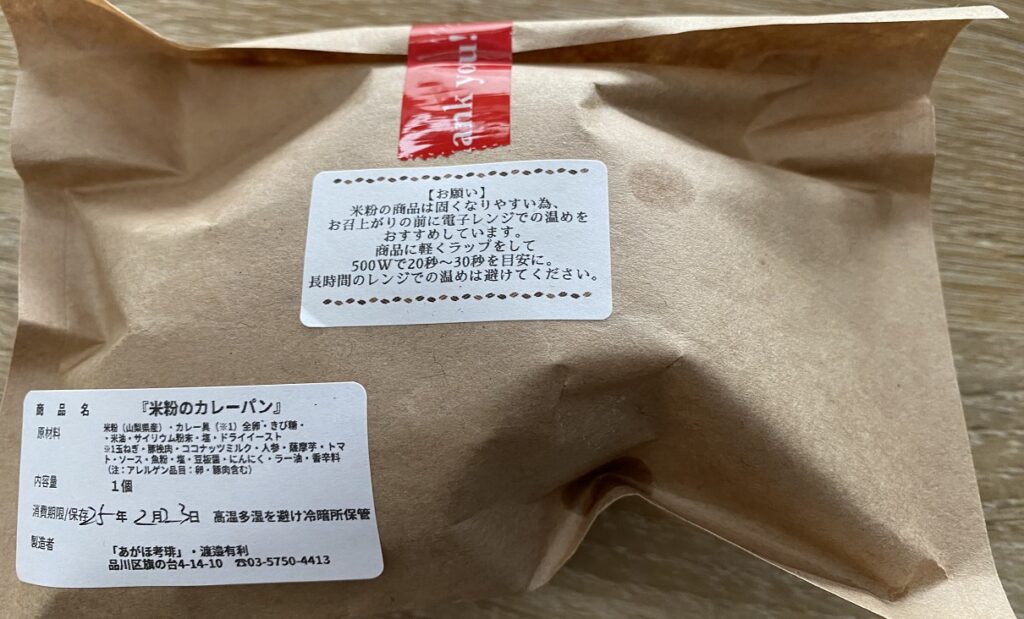 ank you!
【お願い】
米粉の商品は固くなりやすい為、
お召上がりの前に電子レンジでの温めを
おすすめしています。
商品に軽くラップをして
500Wで20秒〜30秒を目安に。
長時間のレンジでの温めは避けてください。
商品名 『米粉のカレーパン』
原材料 米粉(山梨県産)・カレー具(※1)全卵・きび糖・
・米油・サイリウム粉末・塩・ドライイースト
※1玉ねぎ・豚挽肉・ココナッツミルク・人参・薩摩芋・トマ
ト・ソース・魚粉・塩・豆板醤・にんにく・ラー油・香辛料
(注:アレルゲン品目:卵・豚肉含む)
内容量 1個
消費期限/保存 25年 2月23日 高温多湿を避け冷暗所保管
製造者 「あがほ考琲」・渡邉有利
品川区旗の台4-14-10 ☎03-5750-4413